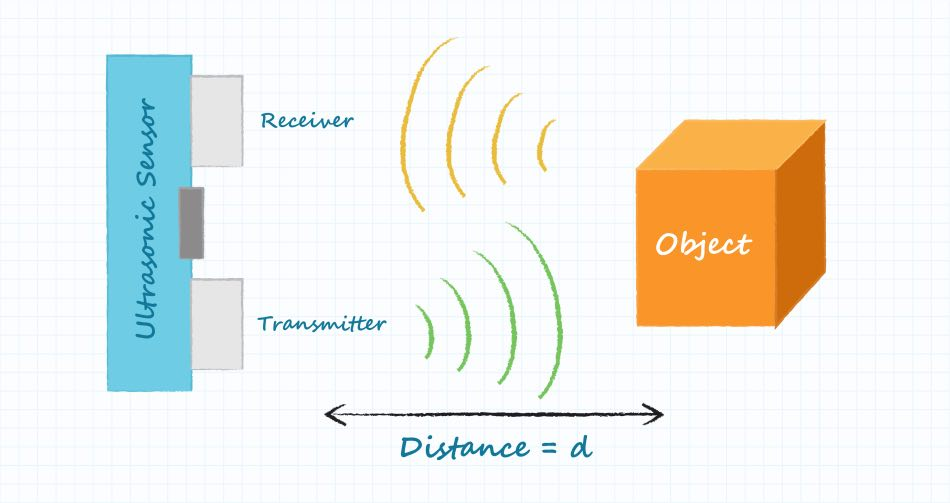 Ultrasonic Sensor
Receiver
Object
Transmitter
Distance = d